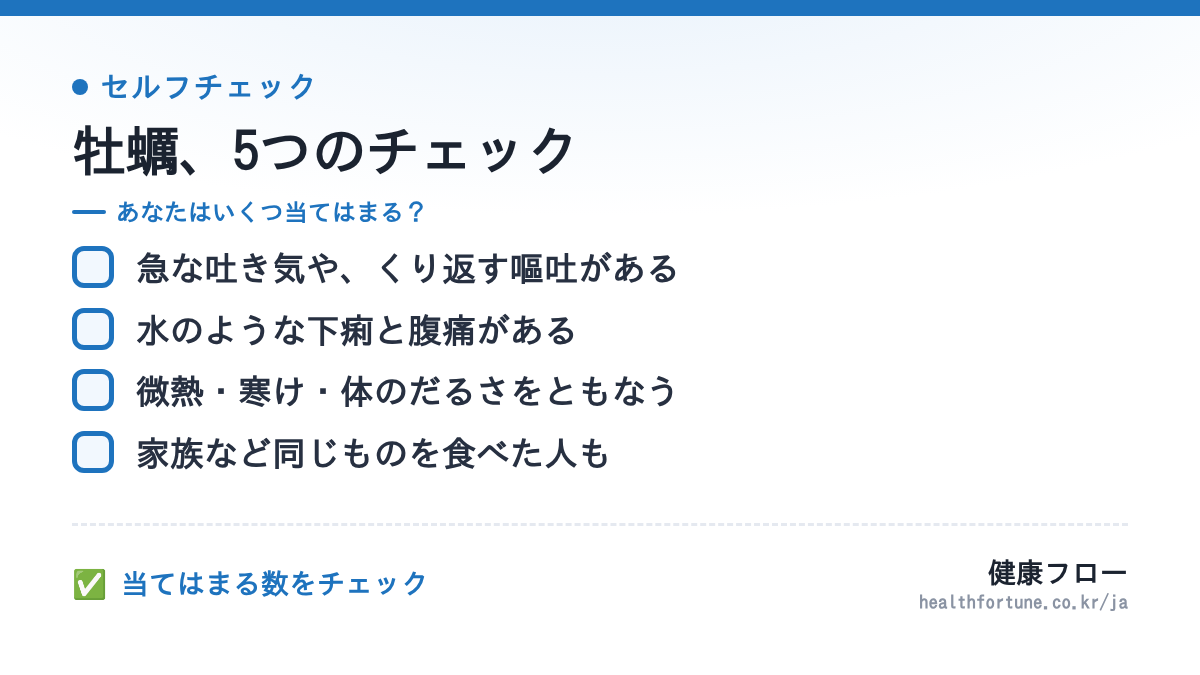 セルフチェック
牡蠣、5つのチェック
あなたはいくつ当てはまる？
急な吐き気や、くり返す嘔吐がある
水のような下痢と腹痛がある
微熱・寒け・体のだるさをともなう
家族など同じものを食べた人も
✅ 当てはまる数をチェック
健康フロー
healthfortune.co.kr/ja